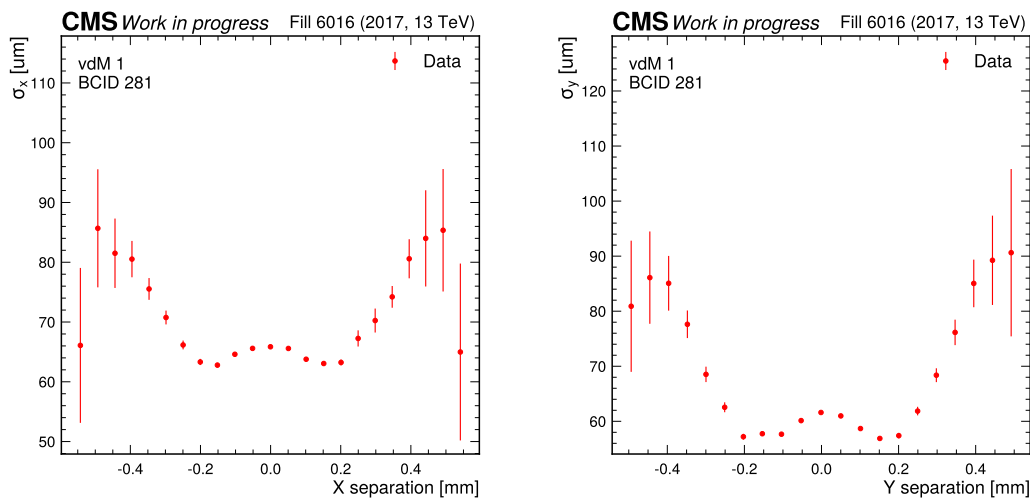 CMS Work in progress Fill 6016 (2017, 13 TeV)
σx [um]
vdM 1
BCID 281
Data
110
100
90
80
70
60
50
-0.4 -0.2 0.0 0.2 0.4
X separation [mm]
CMS Work in progress Fill 6016 (2017, 13 TeV)
σy [um]
vdM 1
BCID 281
Data
120
100
80
60
-0.4 -0.2 0.0 0.2 0.4
Y separation [mm]